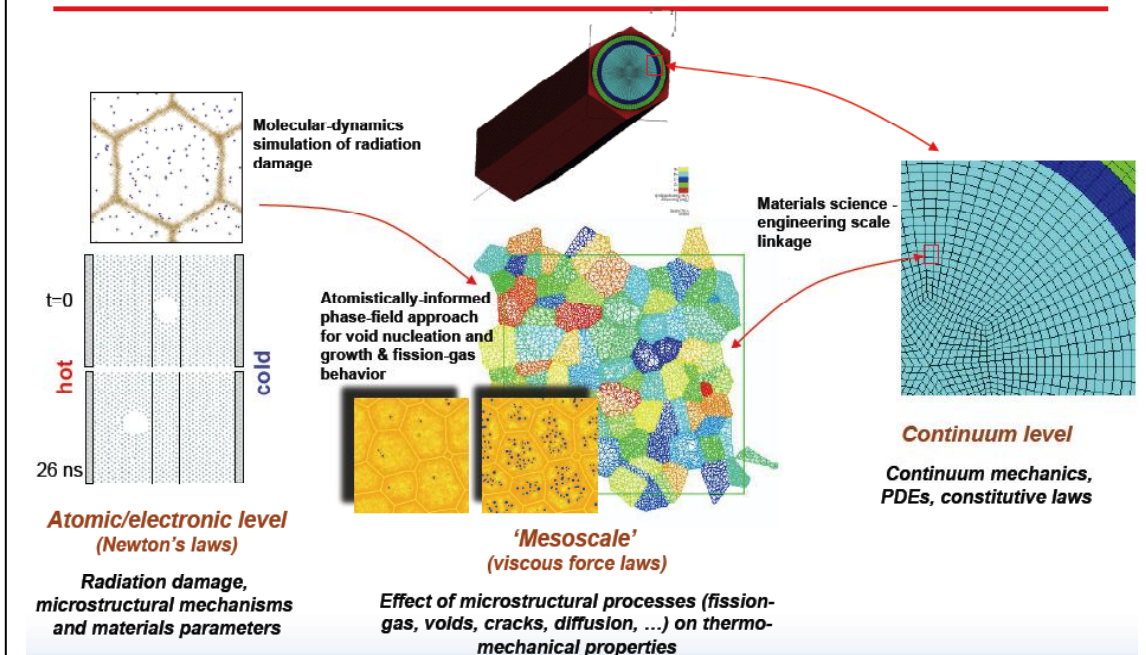 Molecular-dynamics
simulation of radiation
damage
Materials science -
engineering scale
linkage
t=0
hot
cold
26 ns
Atomistically-informed
phase-field approach
for void nucleation and
growth & fission-gas
behavior
Atomic/electronic level
(Newton's laws)
Radiation damage,
microstructural mechanisms
and materials parameters
‘Mesoscale’
(viscous force laws)
Effect of microstructural processes (fission-
gas, voids, cracks, diffusion, ...) on thermo-
mechanical properties
Continuum level
Continuum mechanics,
PDEs, constitutive laws